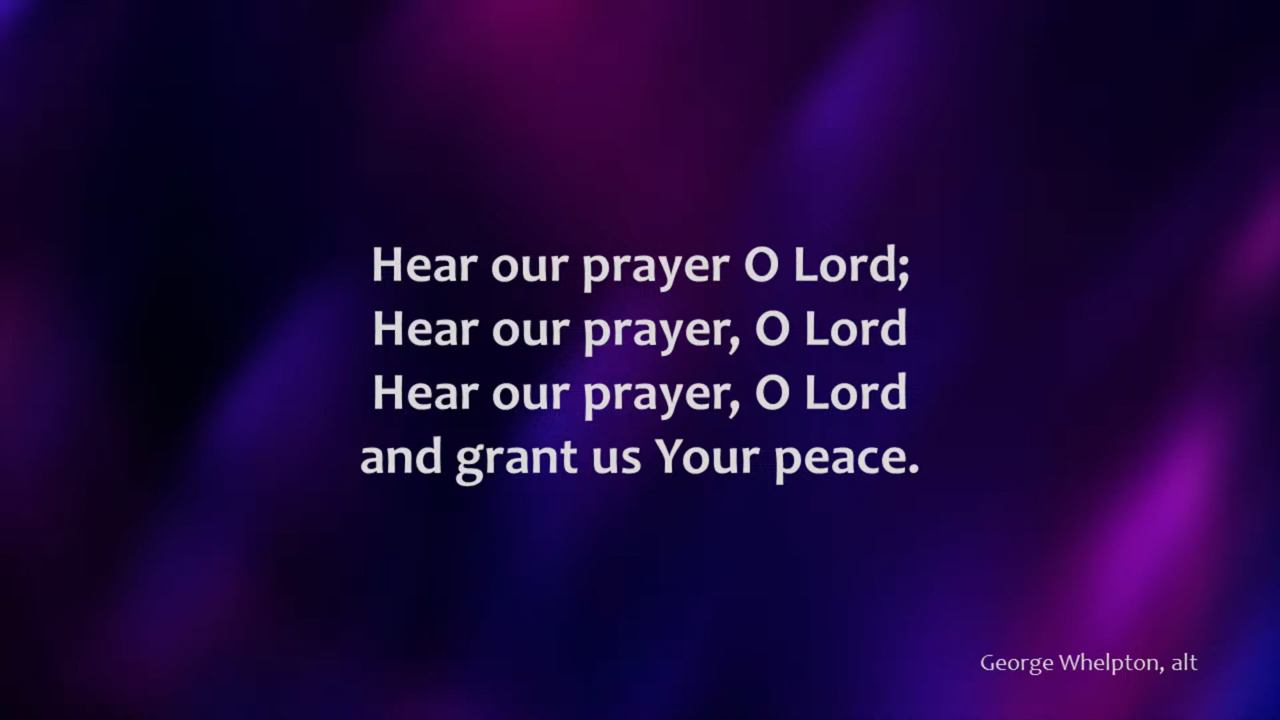 Hear our prayer O Lord;
Hear our prayer, O Lord
Hear our prayer, O Lord
and grant us Your peace.
George Whelpton, alt